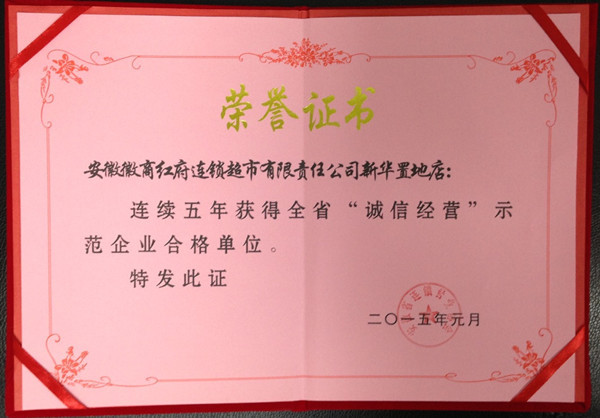 荣誉证书
安徽徽商红府连锁超市有限责任公司新华置地店：
连续五年获得全省“诚信经营”示
范企业合格单位。
特发此证
二〇一五年元月